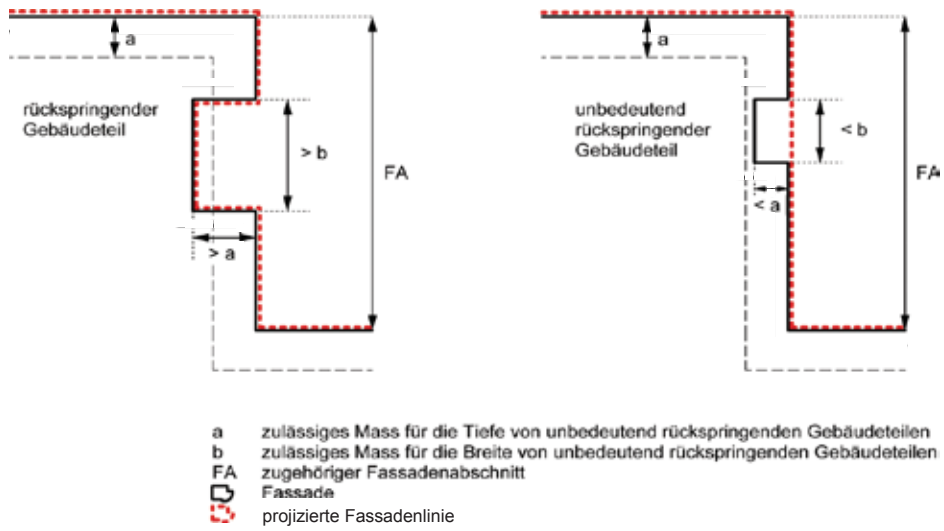 a
rückspringender
Gebäudeteil
> b
FA
> a
a
unbedeutend
rückspringender
Gebäudeteil
< b
FA
< a
a zulässiges Mass für die Tiefe von unbedeutend rückspringenden Gebäudeteilen
b zulässiges Mass für die Breite von unbedeutend rückspringenden Gebäudeteilen
FA zugehöriger Fassadenabschnitt
Fassade
projizierte Fassadenlinie